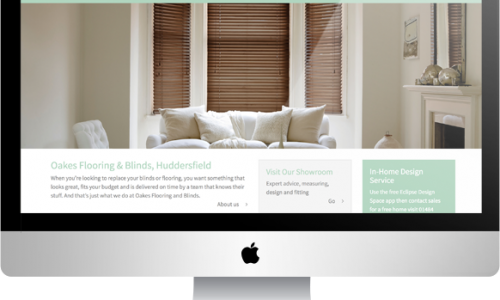 Oakes Flooring & Blinds, Huddersfield
When you're looking to replace your blinds or flooring, you want something that
looks great, fits your budget and is delivered on time by a team that knows their
stuff. And that's just what we do at Oakes Flooring and Blinds.
About us >
Visit Our Showroom
Expert advice, measuring,
design and fitting
Go >
In-Home Design
Service
Use the free Eclipse Design
Space app then contact sales
for a free home visit 01484